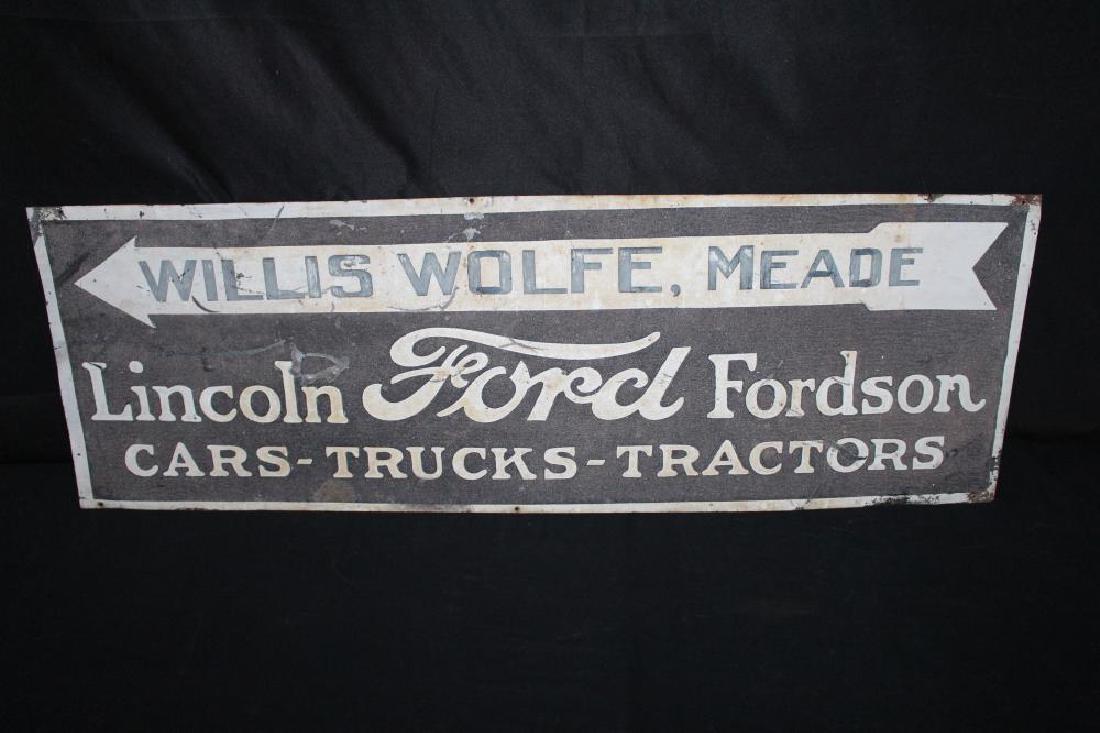 WILLIS WOLFE, MEADE
Lincoln Ford Fordson
CARS-TRUCKS-TRACTORS